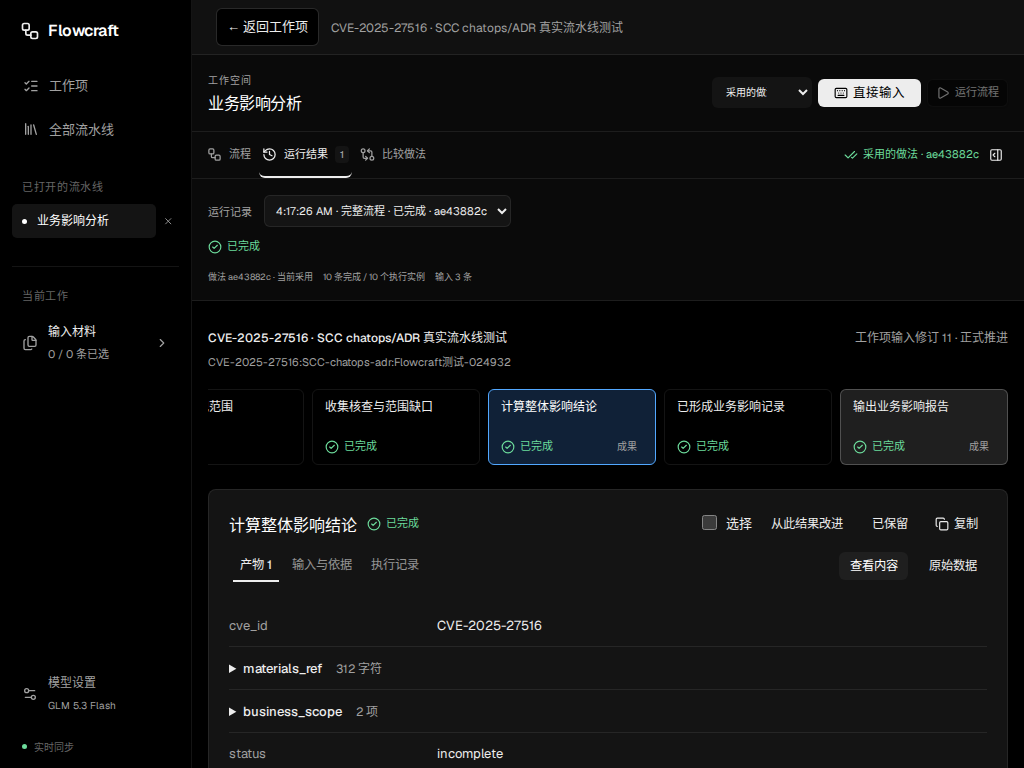 Flowcraft
工作项
全部流水线
已打开的流水线
业务影响分析 ×
当前工作
输入材料
0 / 0 条已选
模型设置
GLM 5.3 Flash
实时同步
← 返回工作项 CVE-2025-27516 · SCC chatops/ADR 真实流水线测试
工作空间
业务影响分析
采用的做 直接输入 运行流程
流程 运行结果 1 比较做法 采用的做法 · ae43882c
运行记录 4:17:26 AM · 完整流程 · 已完成 · ae43882c
已完成
做法 ae43882c · 当前采用 10 条完成 / 10 个执行实例 输入 3 条
CVE-2025-27516 · SCC chatops/ADR 真实流水线测试 工作项输入修订 11 · 正式推进
CVE-2025-27516:SCC-chatops-adr:Flowcraft测试-024932
范围 收集核查与范围缺口 计算整体影响结论 已形成业务影响记录 输出业务影响报告
已完成 已完成 成果 已完成 已完成 成果
计算整体影响结论 已完成 选择 从此结果改进 已保留 复制
产物 1 输入与依据 执行记录 查看内容 原始数据
cve_id CVE-2025-27516
materials_ref 312 字符
business_scope 2 项
status incomplete